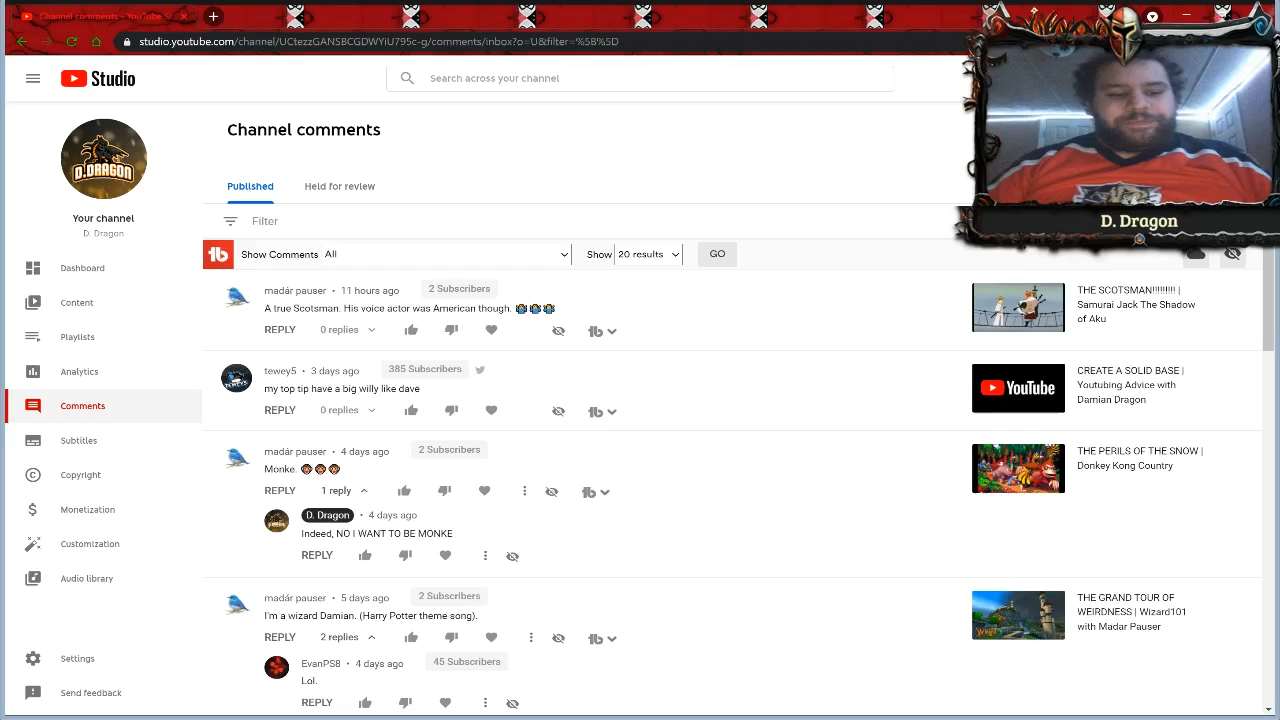 Channel comments - YouTube
studio.youtube.com/channel/UCtezzGANSBCGDWYiU795c-g/comments/inbox?o=U&filter=%5B%5D
Studio
Search across your channel
D.DRAGON
Your channel
D. Dragon
Dashboard
Content
Playlists
Analytics
Comments
Subtitles
Copyright
Monetization
Customization
Audio library
Settings
Send feedback
Channel comments
Published
Held for review
Filter
Show Comments All
Show 20 results
GO
D. Dragon
madár pauser • 11 hours ago 2 Subscribers
A true Scotsman. His voice actor was American though. 🤷🤷🤷
REPLY 0 replies
THE SCOTSMAN!!!!!!!!! |
Samurai Jack The Shadow
of Aku
tewey5 • 3 days ago 385 Subscribers
my top tip have a big willy like dave
REPLY 0 replies
YouTube
CREATE A SOLID BASE |
Youtubing Advice with
Damian Dragon
madár pauser • 4 days ago 2 Subscribers
Monke. 🐵🐵🐵
REPLY 1 reply
THE PERILS OF THE SNOW |
Donkey Kong Country
D. Dragon • 4 days ago
Indeed, NO I WANT TO BE MONKE
REPLY
madár pauser • 5 days ago 2 Subscribers
I'm a wizard Damian. (Harry Potter theme song).
REPLY 2 replies
THE GRAND TOUR OF
WEIRDNESS | Wizard101
with Madar Pauser
EvanPS8 • 4 days ago 45 Subscribers
Lol.
REPLY